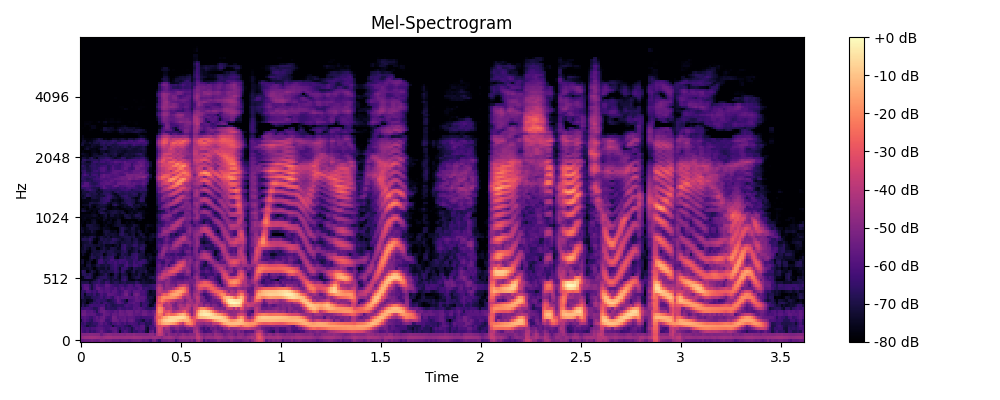 Mel-Spectrogram
+0 dB
-10 dB
-20 dB
-30 dB
-40 dB
-50 dB
-60 dB
-70 dB
-80 dB
Hz
4096
2048
1024
512
0
0 0.5 1 1.5 2 2.5 3 3.5
Time